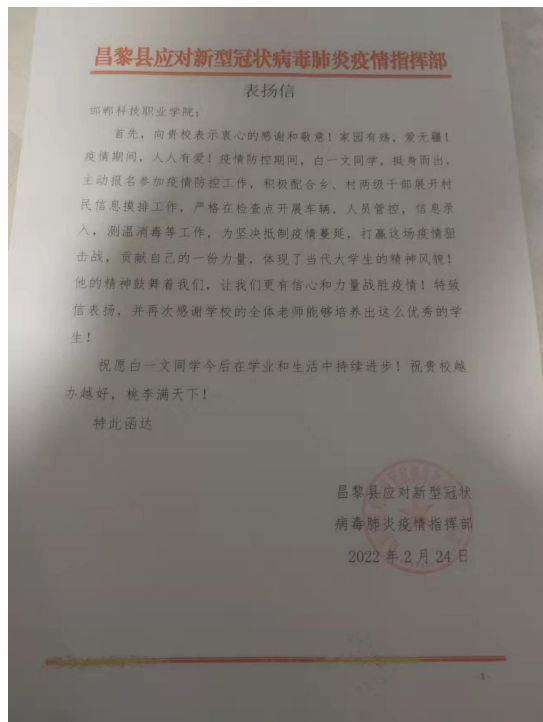 昌黎县应对新型冠状病毒肺炎疫情指挥部
表扬信
邯郸科技职业学院：
首先，向贵校表示衷心的感谢和敬意！家园有殇，爱无疆！
疫情期间，人人有爱！疫情防控期间，白一文同学，挺身而出，
主动报名参加疫情防控工作，积极配合乡、村两级干部展开村
民信息摸排工作，严格在检查点开展车辆，人员管控，信息录
入，测温消毒等工作，为坚决抵制疫情蔓延，打赢这场疫情狙
击战，贡献自己的一份力量，体现了当代大学生的精神风貌！
他的精神鼓舞着我们，让我们更有信心和力量战胜疫情！特致
信表扬，并再次感谢学校的全体老师能够培养出这么优秀的学
生！
祝愿白一文同学今后在学业和生活中持续进步！祝贵校越
办越好，桃李满天下！
特此函达
昌黎县应对新型冠状
病毒肺炎疫情指挥部
2022年2月24日
1